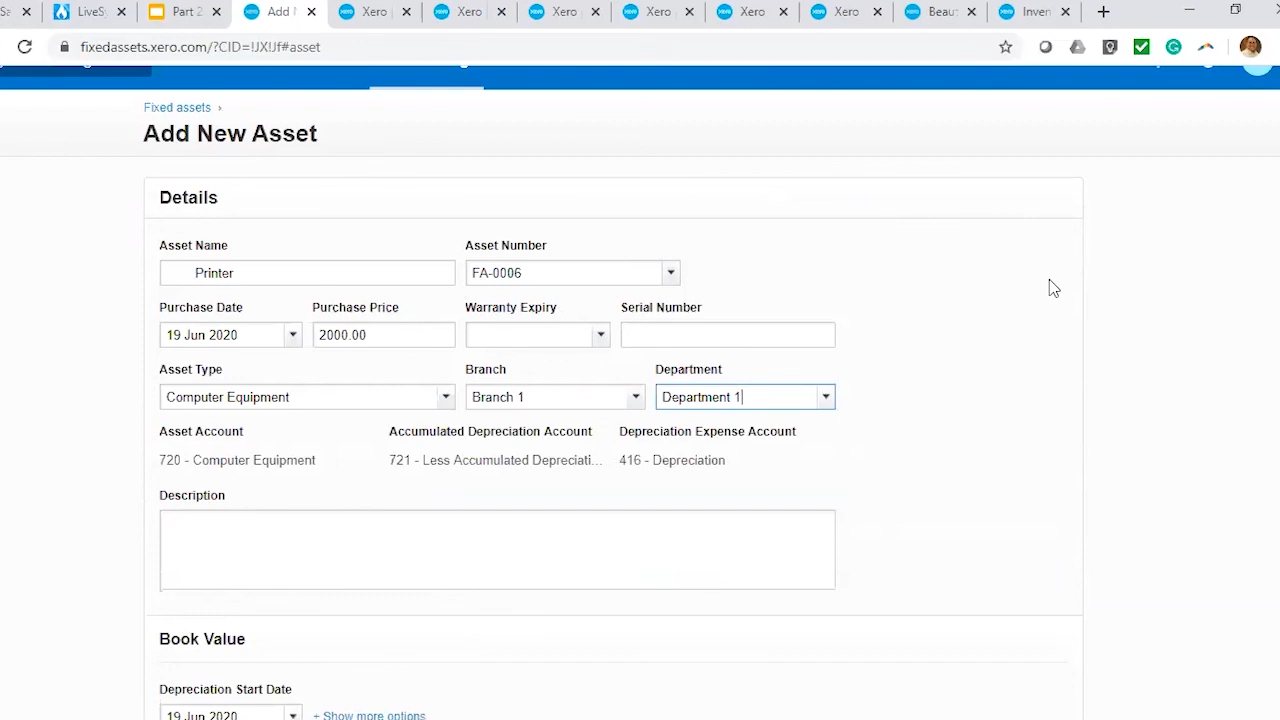 LiveSy
Part 2
Add N
Xero
Xero
Xero
Xero
Xero
Xero
Beau
Inven
fixedassets.xero.com/?CID=!JX!Jf#asset
Fixed assets ›
Add New Asset
Details
Asset Name
Asset Number
Printer
FA-0006
Purchase Date
Purchase Price
Warranty Expiry
Serial Number
19 Jun 2020
2000.00
Asset Type
Branch
Department
Computer Equipment
Branch 1
Department 1
Asset Account
Accumulated Depreciation Account
Depreciation Expense Account
720 - Computer Equipment
721 - Less Accumulated Depreciati...
416 - Depreciation
Description
Book Value
Depreciation Start Date
19 Jun 2020
+ Show more options